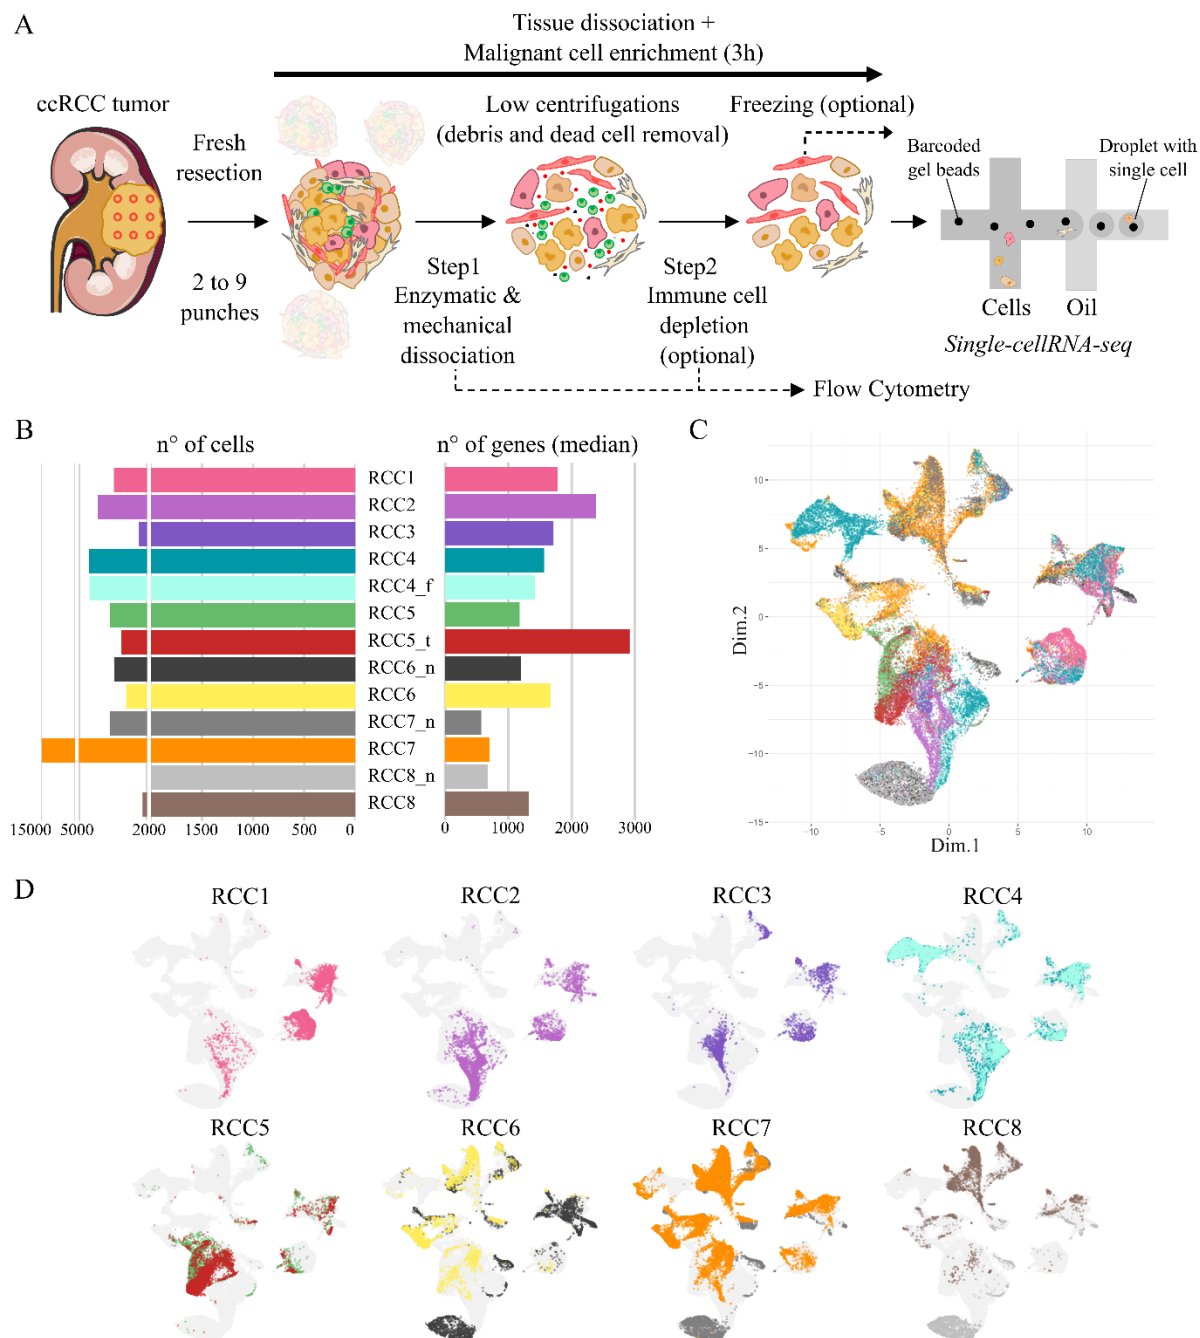 A
Tissue dissociation +
Malignant cell enrichment (3h)
ccRCC tumor
Fresh
resection
2 to 9
punches
Low centrifugations
(debris and dead cell removal)
Freezing (optional)
Step1
Enzymatic &
mechanical
dissociation
Step2
Immune cell
depletion
(optional)
Flow Cytometry
Barcoded
gel beads
Droplet with
single cell
Cells
Oil
Single-cellRNA-seq
B
n° of cells
n° of genes (median)
RCC1
RCC2
RCC3
RCC4
RCC4_f
RCC5
RCC5_t
RCC6_n
RCC6
RCC7_n
RCC7
RCC8_n
RCC8
15000 5000 2000 1500 1000 500 0
0 1000 2000 3000
C
Dim.2
10
5
0
−5
−10
−15
−10 −5 0 5 10
Dim.1
D
RCC1 RCC2 RCC3 RCC4
RCC5 RCC6 RCC7 RCC8